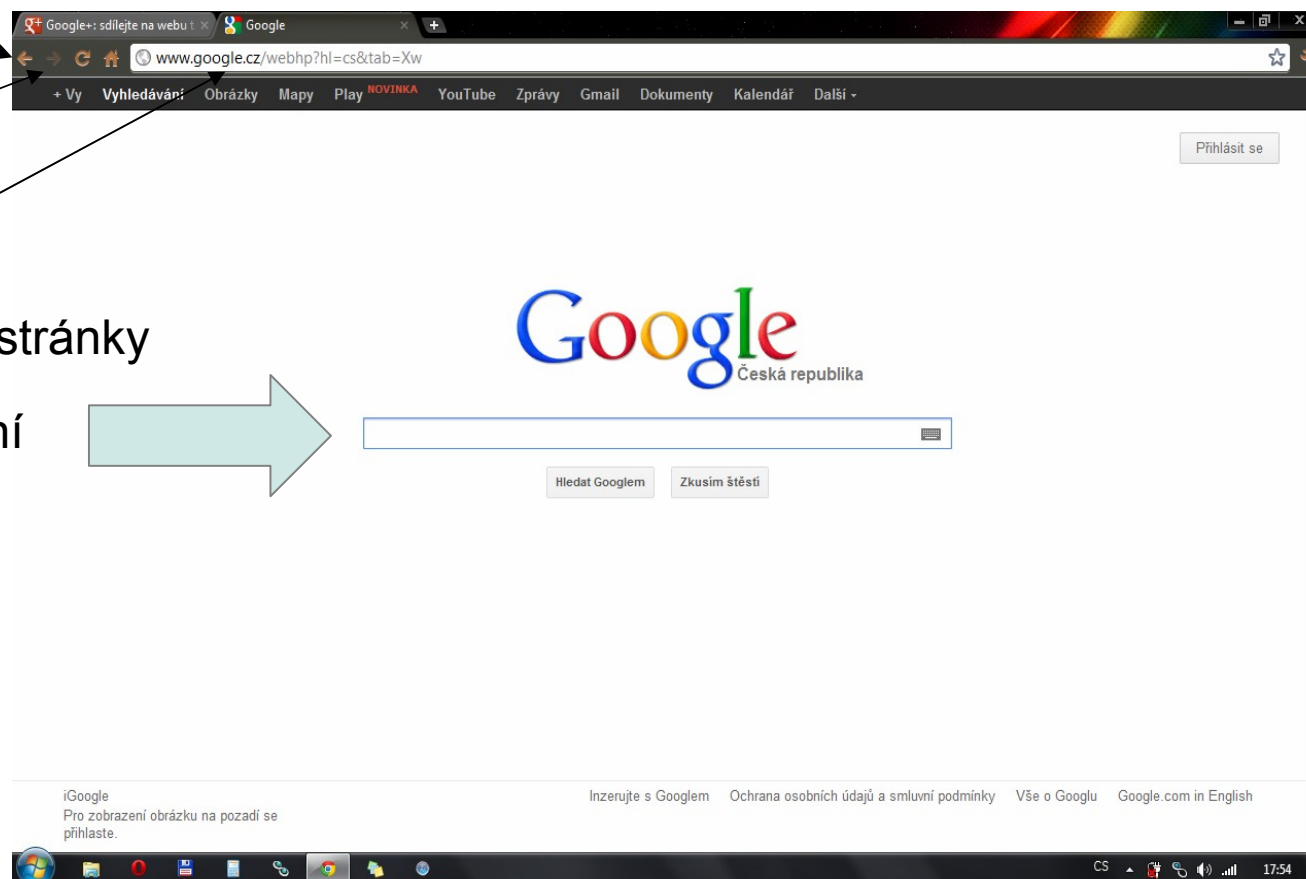 Google+: sdílejte na webu t
Google
www.google.cz/webhp?hl=cs&tab=Xw
+ Vy Vyhledávání Obrázky Mapy Play NOVINKA YouTube Zprávy Gmail Dokumenty Kalendář Další
Přihlásit se
Google
Česká republika
stránky
ní
Hledat Googlem Zkusím štěstí
iGoogle Inzerujte s Googlem Ochrana osobních údajů a smluvní podmínky Vše o Googlu Google.com in English
Pro zobrazení obrázku na pozadí se
přihlaste.
CS 17:54